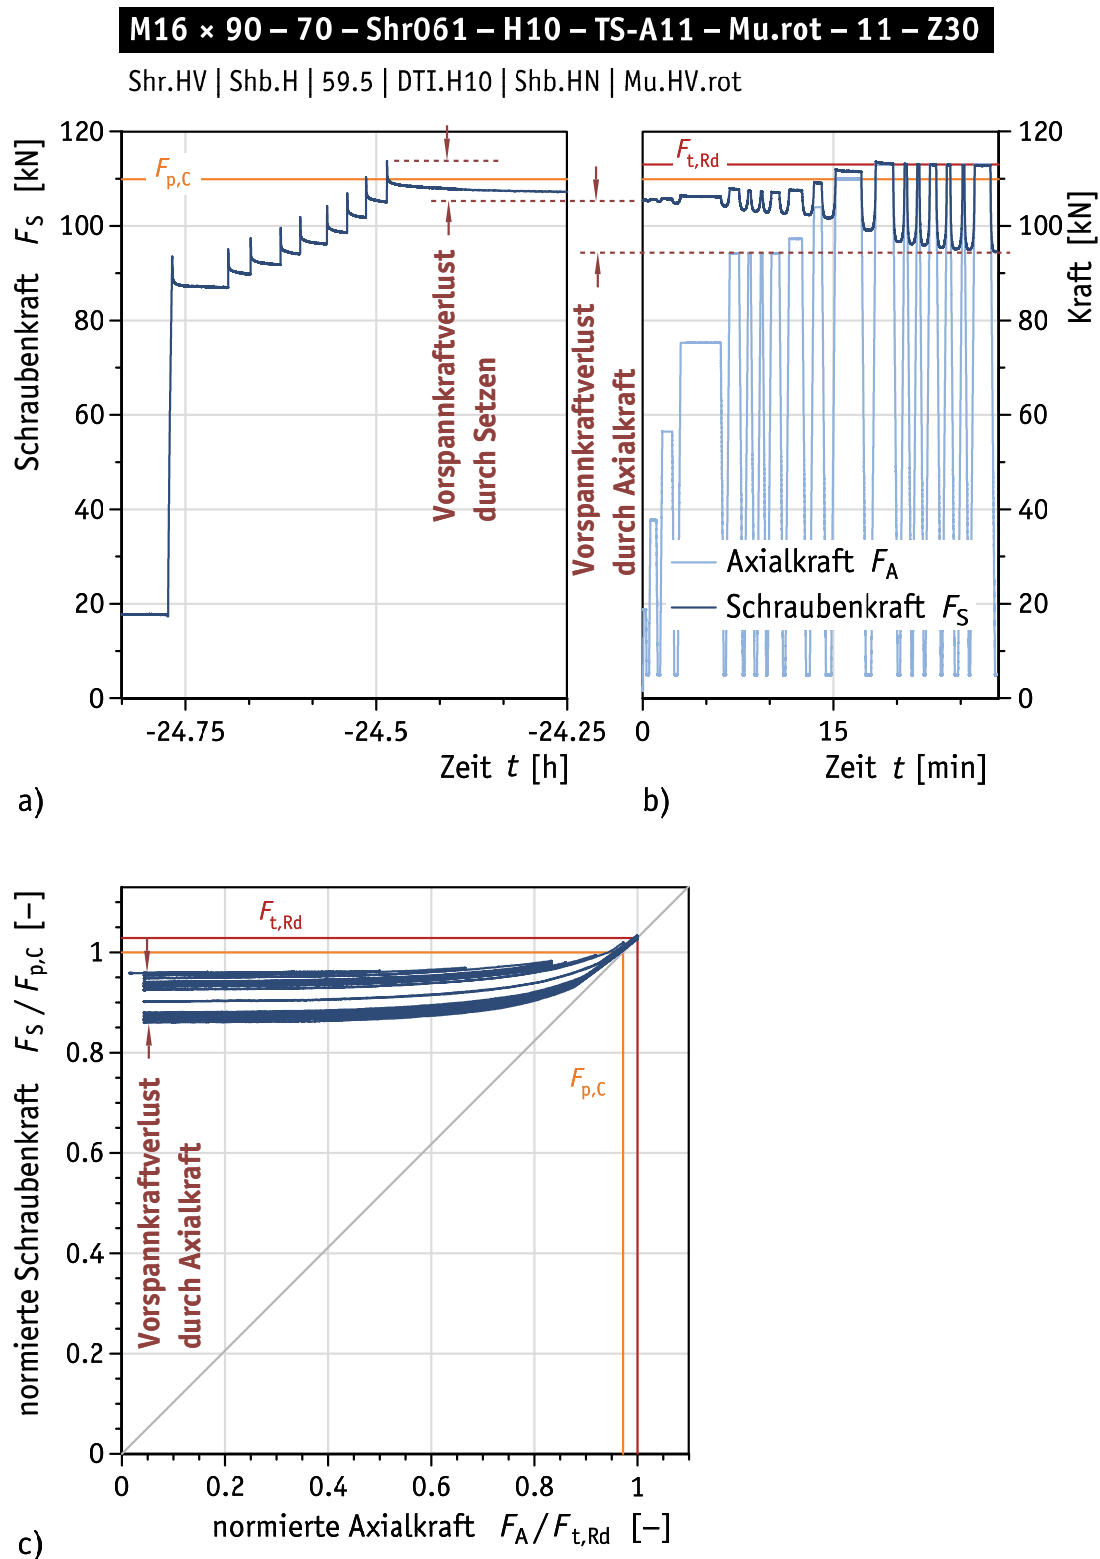 M16 × 90 – 70 – Shr061 – H10 – TS-A11 – Mu.rot – 11 – Z30
Shr.HV | Shb.H | 59.5 | DTI.H10 | Shb.HN | Mu.HV.rot
Schraubenkraft FS [kN]
120
100
80
60
40
20
0
Fp,C
Vorspannkraftverlust
durch Setzen
-24.75
-24.5
-24.25
Zeit t [h]
a)
Vorspannkraftverlust
durch Axialkraft
Ft,Rd
Axialkraft FA
Schraubenkraft FS
120
100
80
60
40
20
0
Kraft [kN]
0
15
Zeit t [min]
b)
normierte Schraubenkraft FS / Fp,C [–]
1
0.8
0.6
0.4
0.2
0
Ft,Rd
Fp,C
Vorspannkraftverlust
durch Axialkraft
0
0.2
0.4
0.6
0.8
1
normierte Axialkraft FA / Ft,Rd [–]
c)